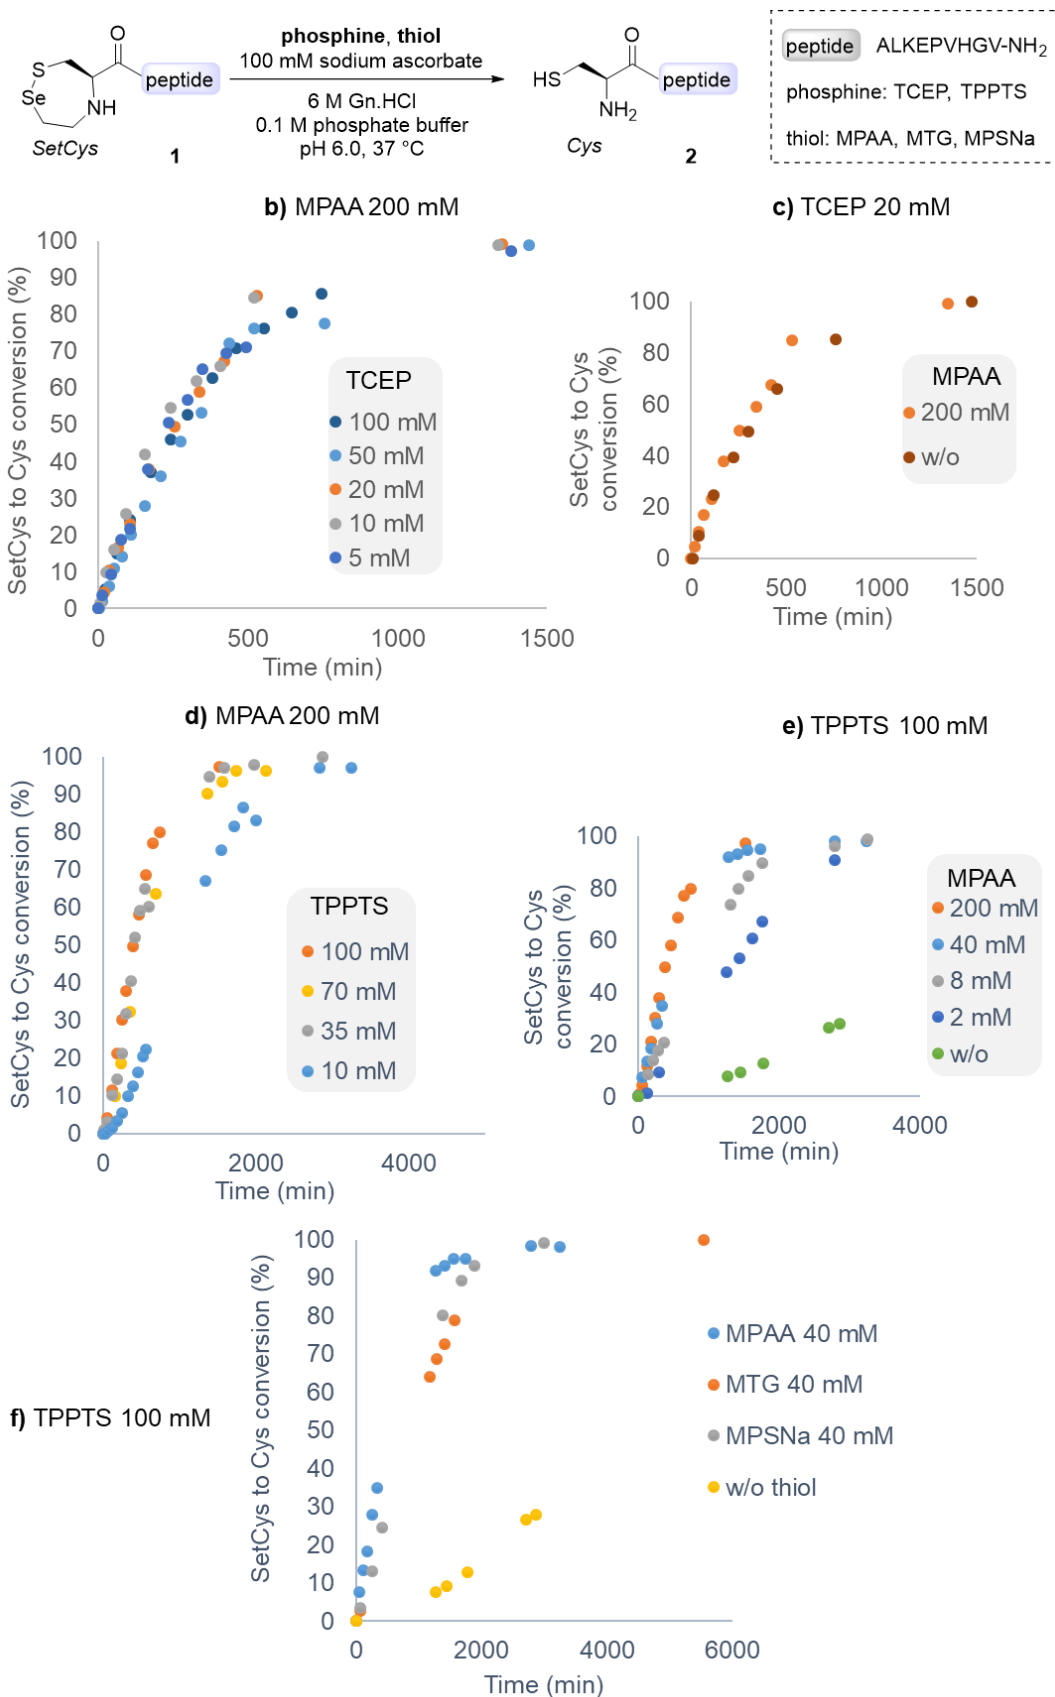 O
S
Se
NH
peptide
SetCys
1
phosphine, thiol
100 mM sodium ascorbate
6 M Gn.HCl
0.1 M phosphate buffer
pH 6.0, 37 °C
O
HS
NH2
peptide
Cys
2
peptide ALKEPVHGV-NH2
phosphine: TCEP, TPPTS
thiol: MPAA, MTG, MPSNa
b) MPAA 200 mM
SetCys to Cys conversion (%)
100
90
80
70
60
50
40
30
20
10
0
0 500 1000 1500
Time (min)
TCEP
100 mM
50 mM
20 mM
10 mM
5 mM
c) TCEP 20 mM
SetCys to Cys
conversion (%)
100
80
60
40
20
0
0 500 1000 1500
Time (min)
MPAA
200 mM
w/o
d) MPAA 200 mM
SetCys to Cys conversion (%)
100
90
80
70
60
50
40
30
20
10
0
0 2000 4000
Time (min)
TPPTS
100 mM
70 mM
35 mM
10 mM
e) TPPTS 100 mM
SetCys to Cys
conversion (%)
100
80
60
40
20
0
0 2000 4000
Time (min)
MPAA
200 mM
40 mM
8 mM
2 mM
w/o
f) TPPTS 100 mM
SetCys to Cys conversion (%)
100
90
80
70
60
50
40
30
20
10
0
0 2000 4000 6000
Time (min)
MPAA 40 mM
MTG 40 mM
MPSNa 40 mM
w/o thiol